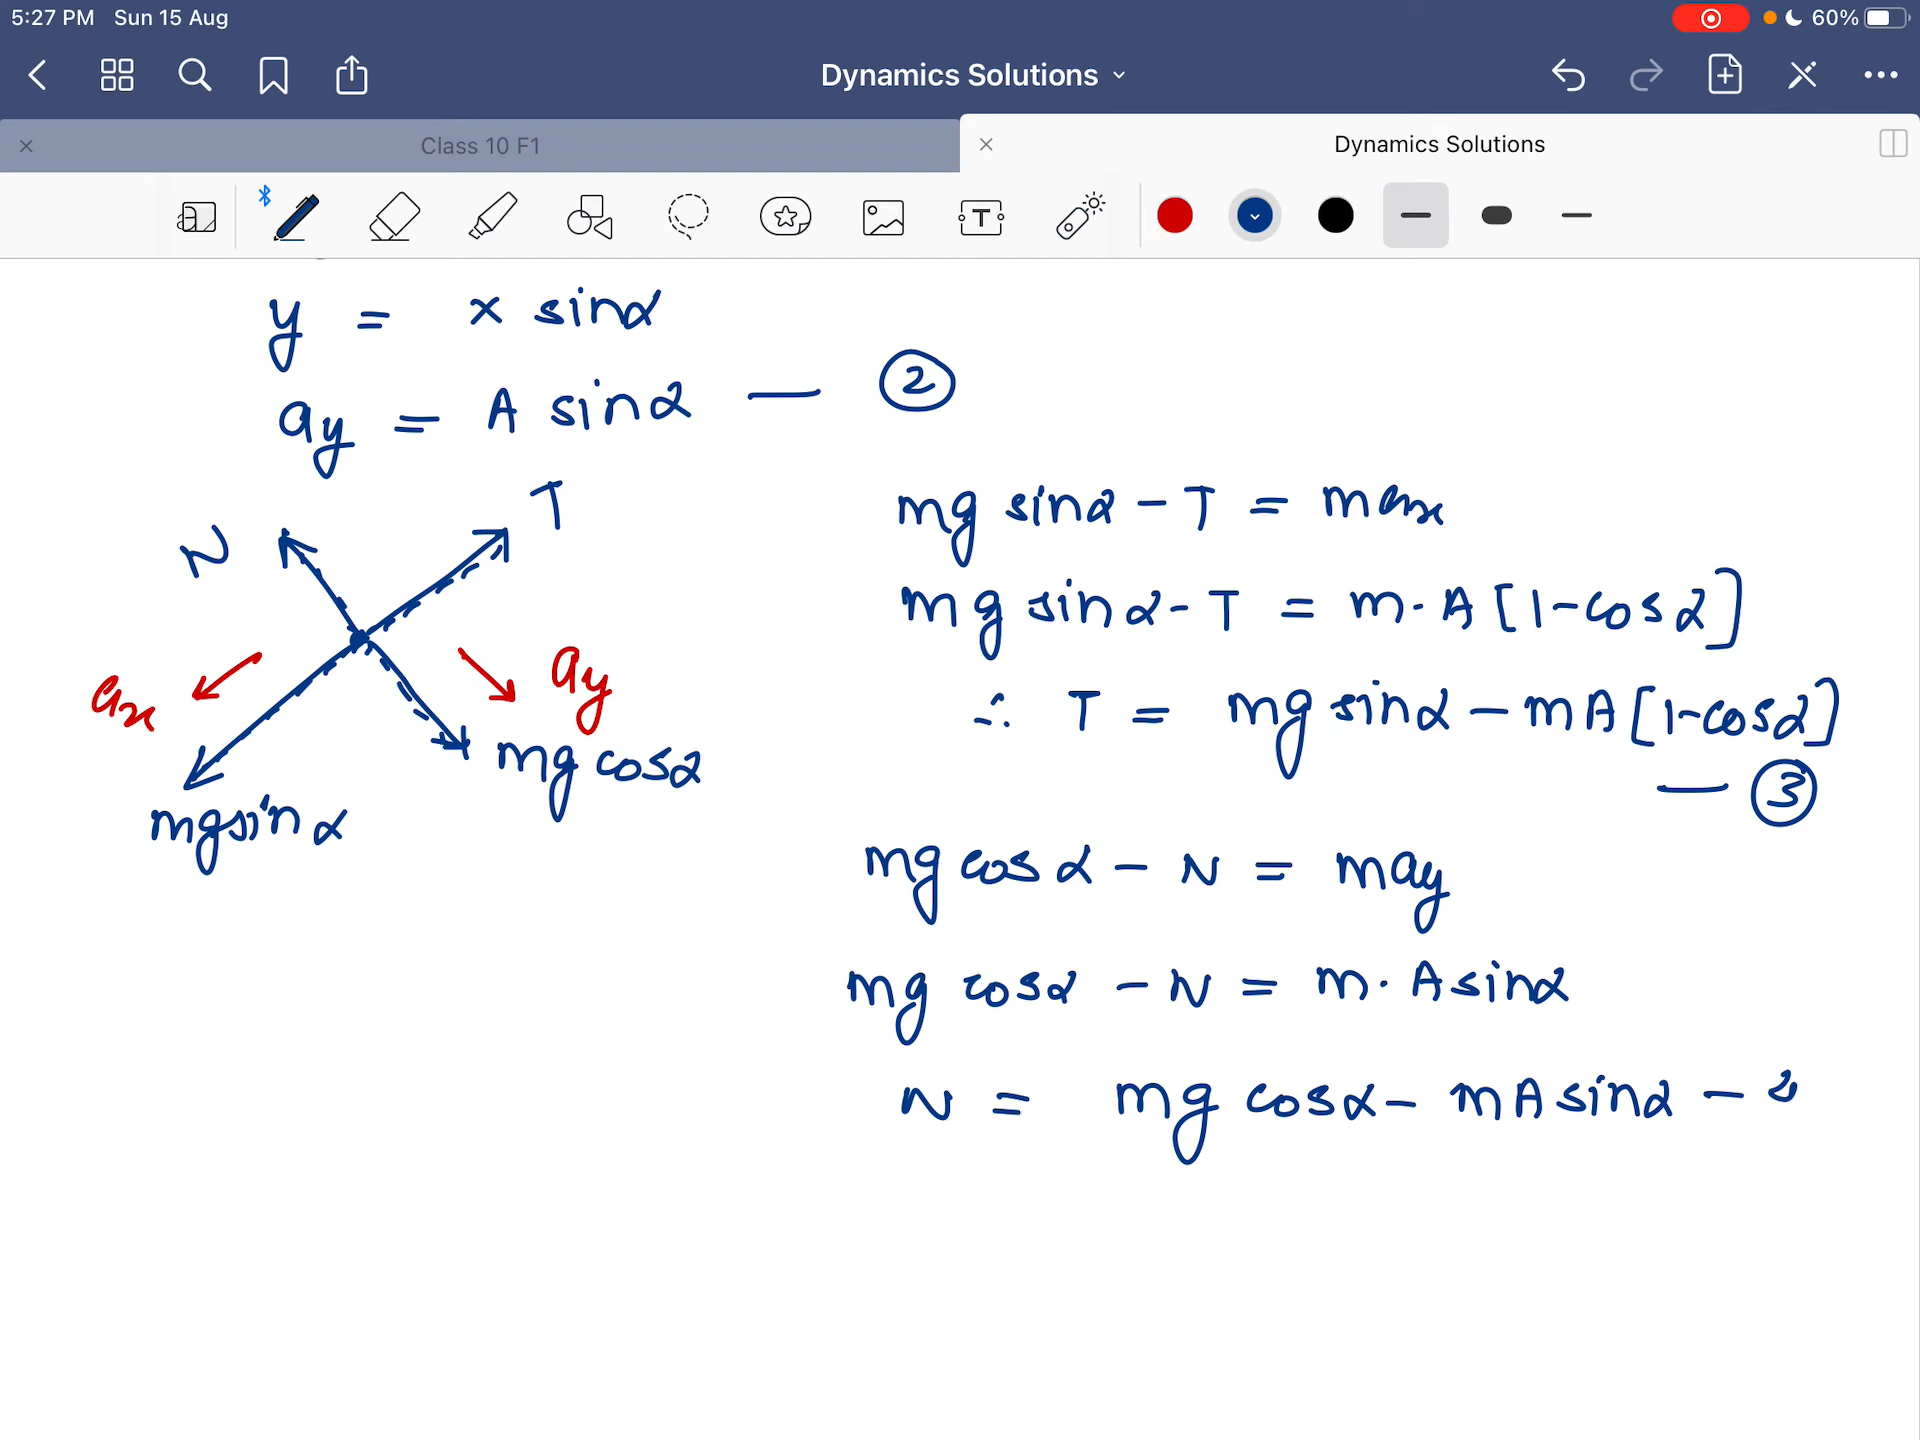 5:27 PM Sun 15 Aug
60%
Dynamics Solutions
Class 10 F1
Dynamics Solutions
y = x sinα
ay = A sinα — ②
N
T
ax
ay
mg cosα
mg sin α
mg sinα - T = max
mg sinα - T = m·A [1-cosα]
∴ T = mg sinα - mA [1-cosα]
— ③
mg cosα - N = may
mg cosα - N = m·A sinα
N = mg cosα - mA sinα -